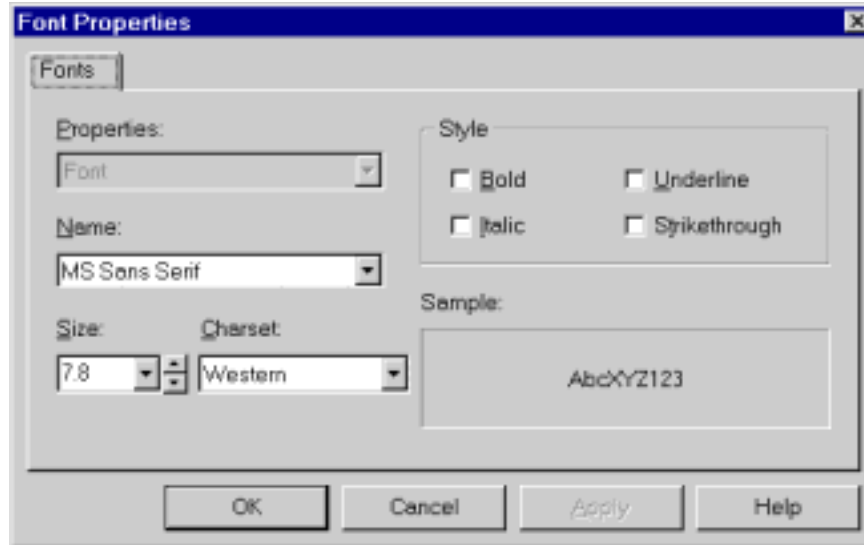 Font Properties
Fonts
Properties:
Font
Name:
MS Sans Serif
Size:
Charset:
7.8
Western
Style
Bold
Underline
Italic
Strikethrough
Sample:
AbcXYZ123
OK
Cancel
Apply
Help